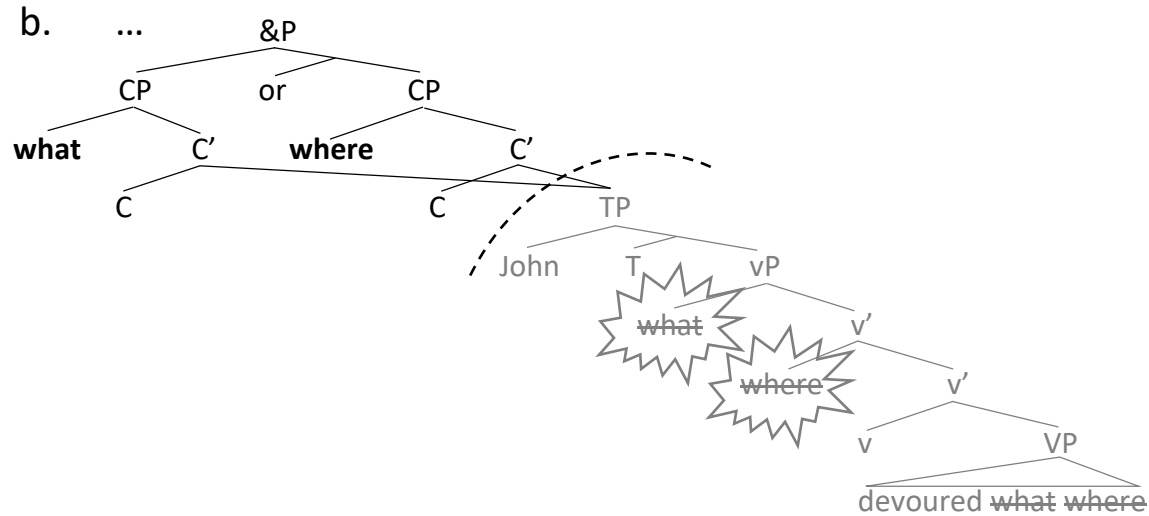 b. ... &P
CP or CP
what C’ where C’
C C TP
John T vP
what v’
where v’
v VP
devoured what where